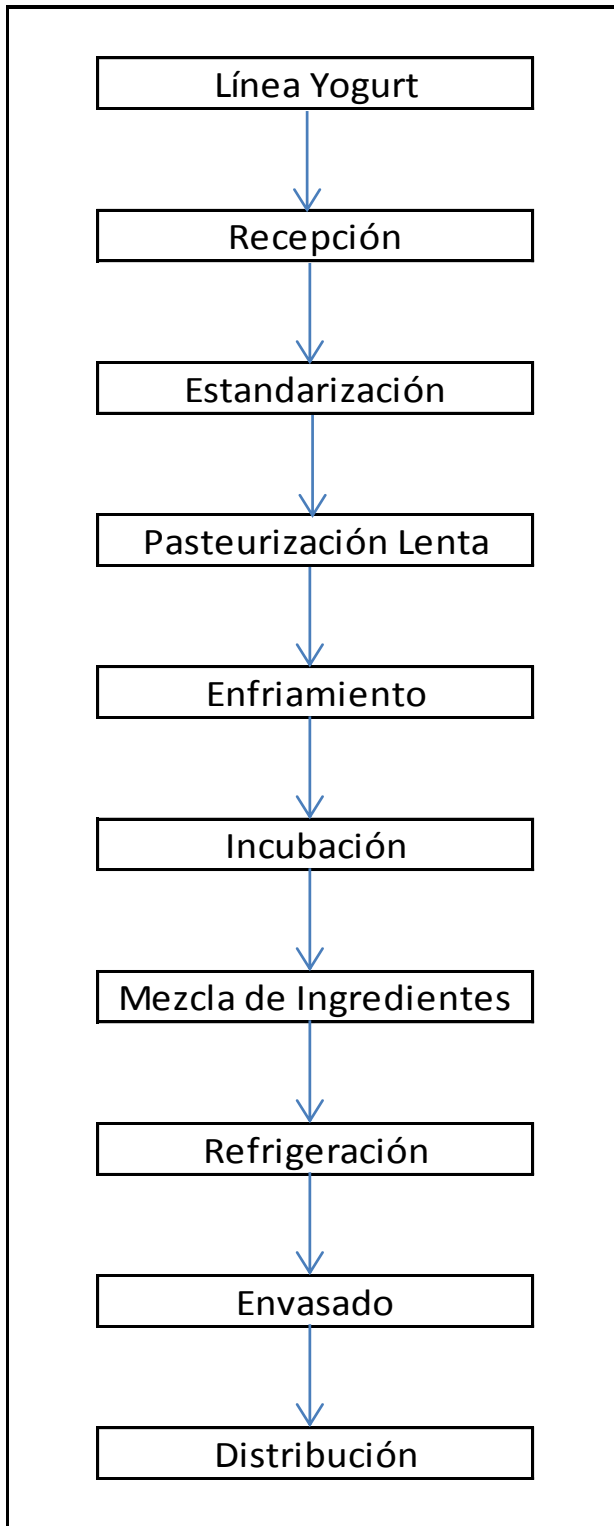 Línea Yogurt
Recepción
Estandarización
Pasteurización Lenta
Enfriamiento
Incubación
Mezcla de Ingredientes
Refrigeración
Envasado
Distribución